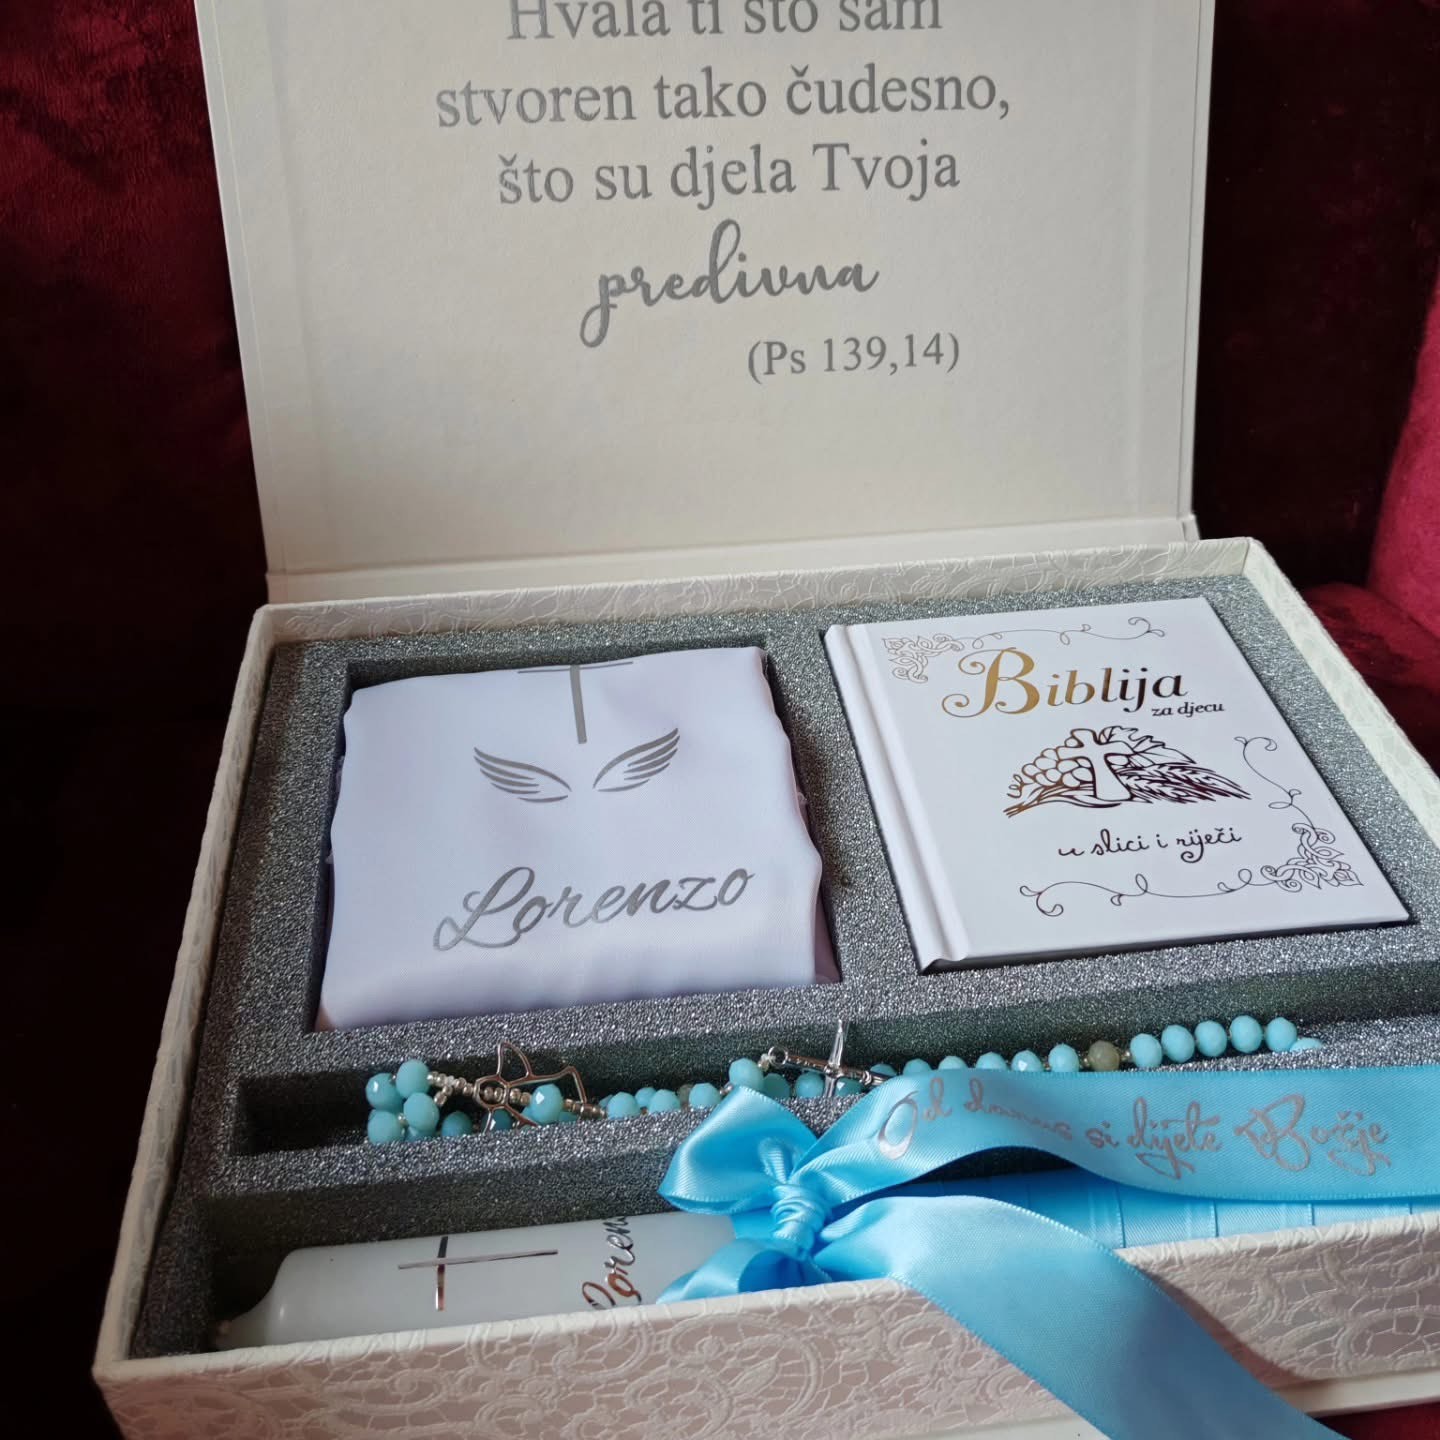 Hvala ti što sam
stvoren tako čudesno,
što su djela Tvoja
predivna
(Ps 139,14)
Lorenzo
Biblija
za djecu
u slici i riječi
Od danas si dijete Božje
Loren